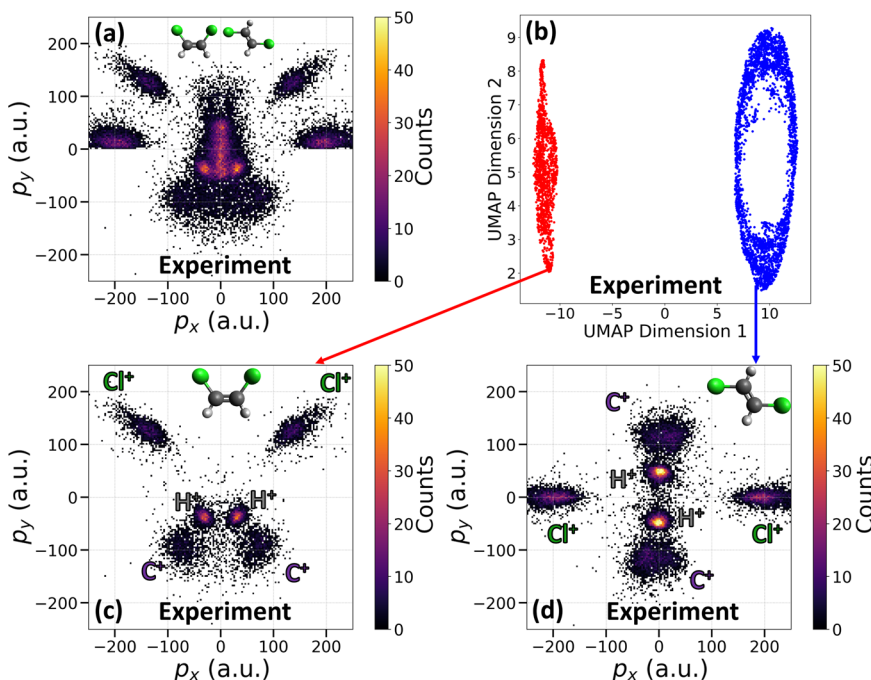 (a)
200
100
0
−100
−200
p_y (a.u.)
Experiment
−200 −100 0 100 200
p_x (a.u.)
50
40
30
20
10
0
Counts
(b)
9
8
7
6
5
4
3
2
UMAP Dimension 2
Experiment
−10 −5 0 5 10
UMAP Dimension 1
Cl+ Cl+
200
100
0
−100
−200
p_y (a.u.)
H+ H+
C+ C+
(c) Experiment
−200 −100 0 100 200
p_x (a.u.)
50
40
30
20
10
0
Counts
C+
200
100
0
−100
−200
p_y (a.u.)
H+
H+
Cl+ Cl+
C+
(d) Experiment
−200 −100 0 100 200
p_x (a.u.)
50
40
30
20
10
0
Counts